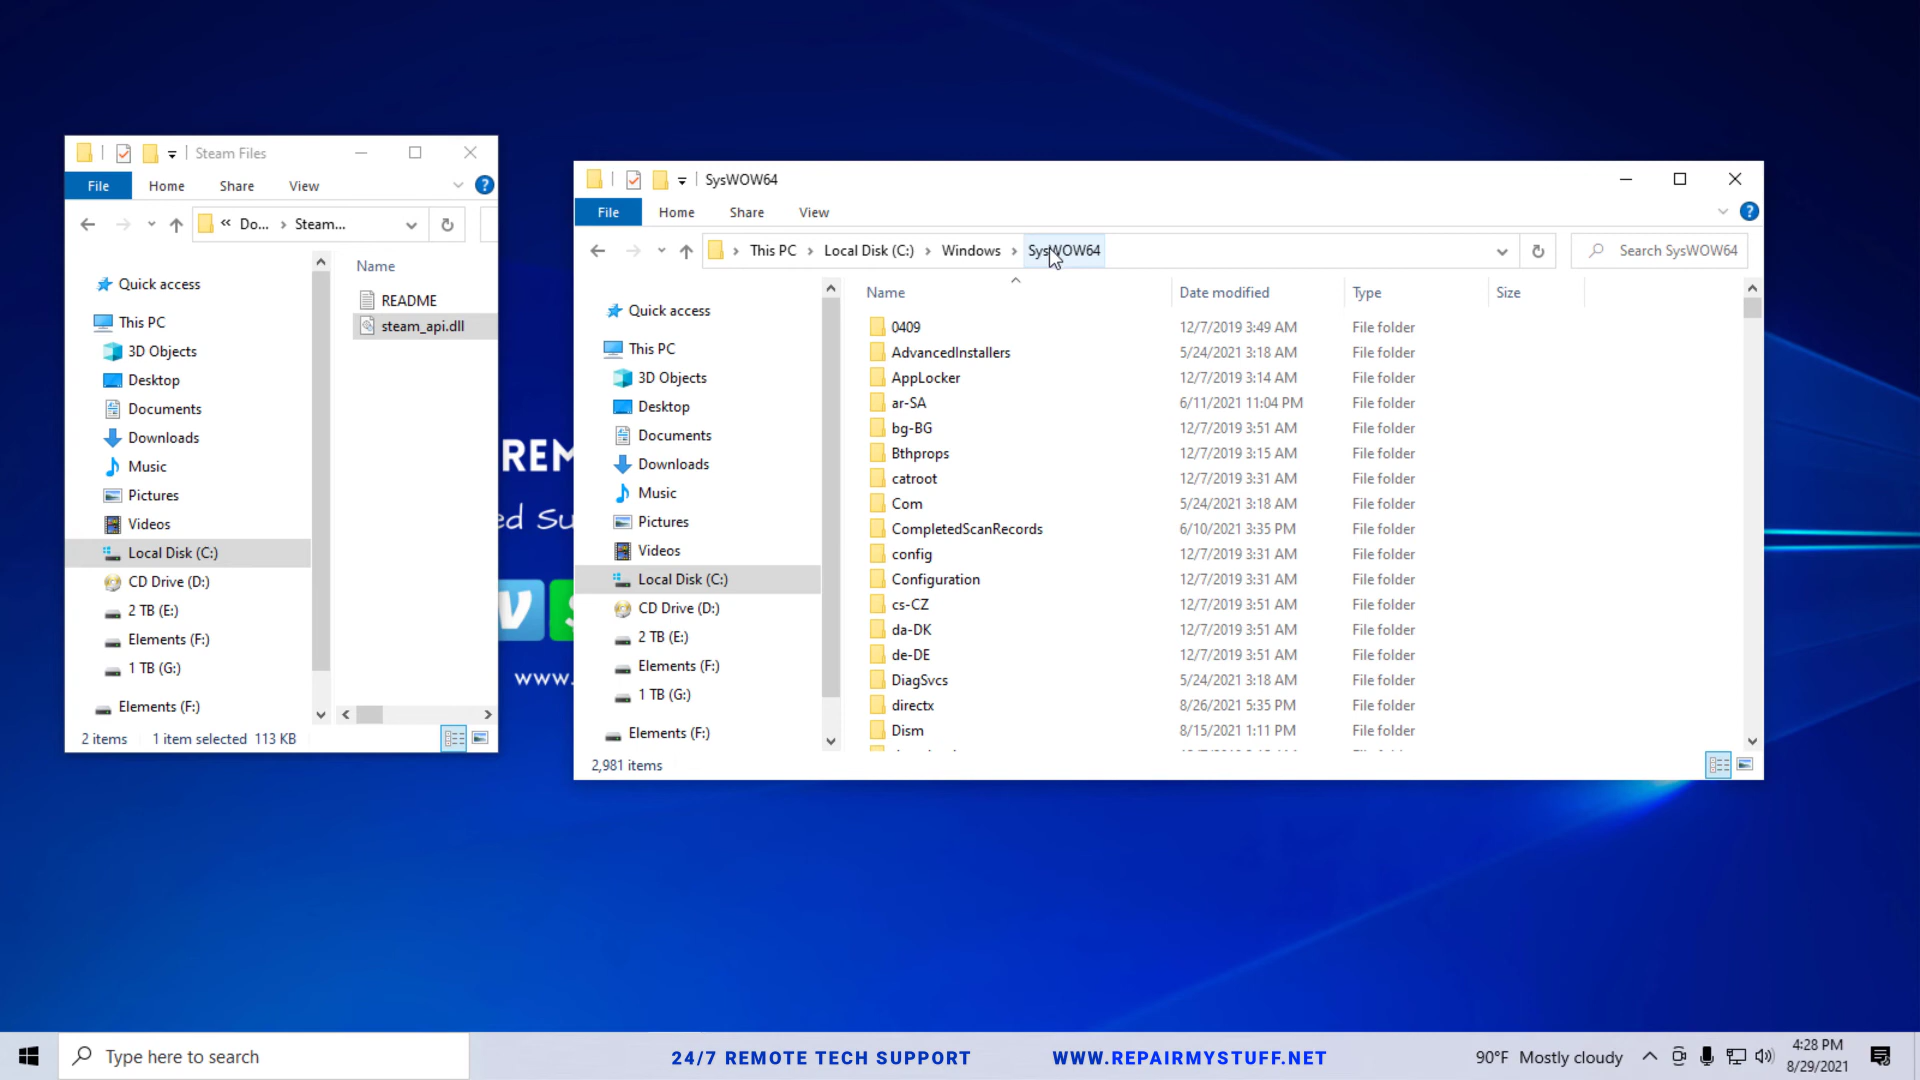 Steam Files
File Home Share View
« Do... › Steam...
Quick access
This PC
3D Objects
Desktop
Documents
Downloads
Music
Pictures
Videos
Local Disk (C:)
CD Drive (D:)
2 TB (E:)
Elements (F:)
1 TB (G:)
Elements (F:)
Name
README
steam_api.dll
2 items 1 item selected 113 KB
REM
ed Su
www.
SysWOW64
File Home Share View
› This PC › Local Disk (C:) › Windows › SysWOW64
Search SysWOW64
Quick access
This PC
3D Objects
Desktop
Documents
Downloads
Music
Pictures
Videos
Local Disk (C:)
CD Drive (D:)
2 TB (E:)
Elements (F:)
1 TB (G:)
Elements (F:)
Name Date modified Type Size
0409 12/7/2019 3:49 AM File folder
AdvancedInstallers 5/24/2021 3:18 AM File folder
AppLocker 12/7/2019 3:14 AM File folder
ar-SA 6/11/2021 11:04 PM File folder
bg-BG 12/7/2019 3:51 AM File folder
Bthprops 12/7/2019 3:15 AM File folder
catroot 12/7/2019 3:31 AM File folder
Com 5/24/2021 3:18 AM File folder
CompletedScanRecords 6/10/2021 3:35 PM File folder
config 12/7/2019 3:31 AM File folder
Configuration 12/7/2019 3:31 AM File folder
cs-CZ 12/7/2019 3:51 AM File folder
da-DK 12/7/2019 3:51 AM File folder
de-DE 12/7/2019 3:51 AM File folder
DiagSvcs 5/24/2021 3:18 AM File folder
directx 8/26/2021 5:35 PM File folder
Dism 8/15/2021 1:11 PM File folder
2,981 items
Type here to search
24/7 REMOTE TECH SUPPORT WWW.REPAIRMYSTUFF.NET
90°F Mostly cloudy
4:28 PM
8/29/2021